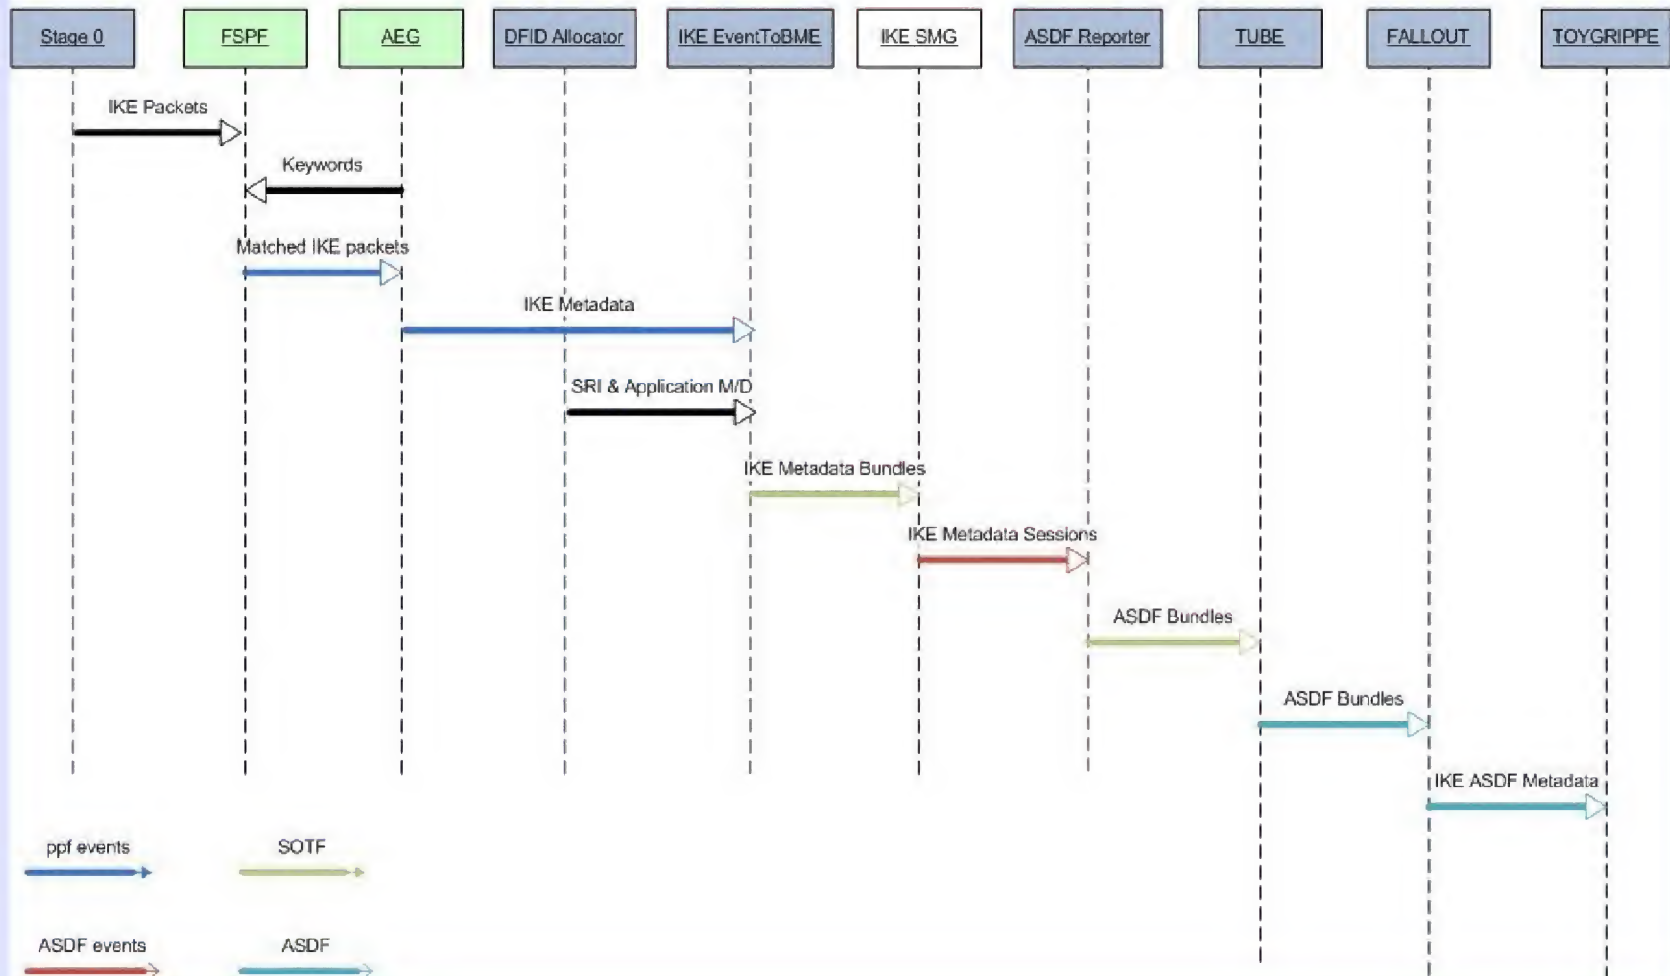 Stage 0
FSPF
AEG
DFID Allocator
IKE EventToBME
IKE SMG
ASDF Reporter
TUBE
FALLOUT
TOYGRIPPE
IKE Packets
Keywords
Matched IKE packets
IKE Metadata
SRI & Application M/D
IKE Metadata Bundles
IKE Metadata Sessions
ASDF Bundles
ASDF Bundles
IKE ASDF Metadata
ppf events
SOTF
ASDF events
ASDF